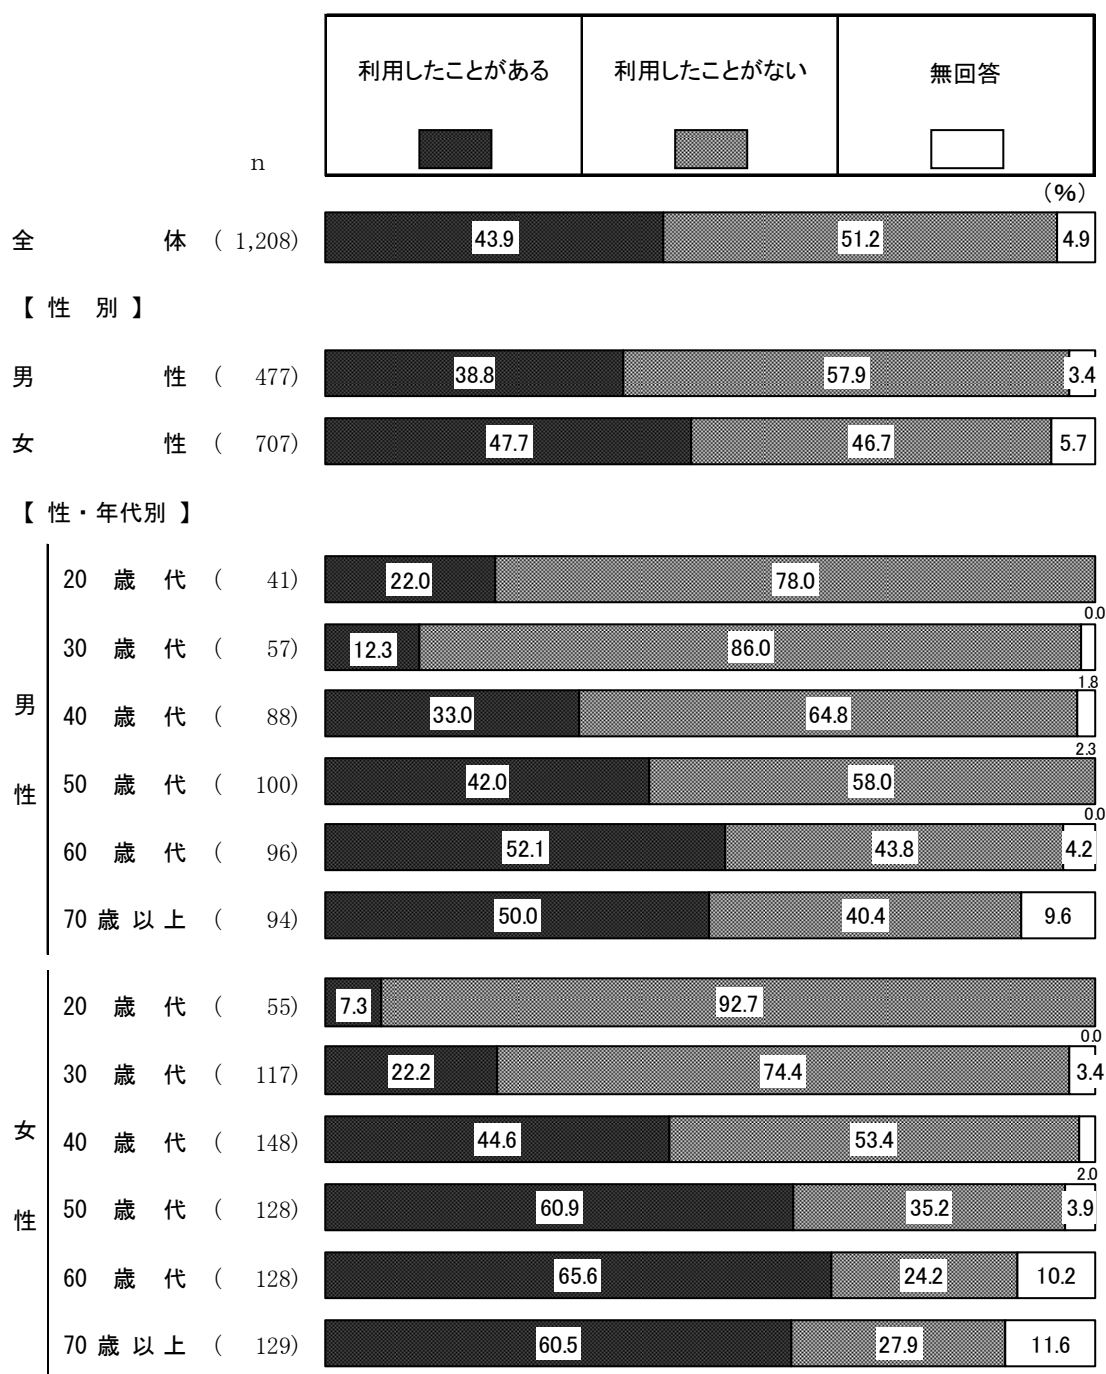 利用したことがある 利用したことがない 無回答
n
(%)
全 体 ( 1,208) 43.9 51.2 4.9
【 性 別 】
男 性 ( 477) 38.8 57.9 3.4
女 性 ( 707) 47.7 46.7 5.7
【 性・年代別 】
男性
20 歳 代 ( 41) 22.0 78.0 0.0
30 歳 代 ( 57) 12.3 86.0 1.8
40 歳 代 ( 88) 33.0 64.8 2.3
50 歳 代 ( 100) 42.0 58.0 0.0
60 歳 代 ( 96) 52.1 43.8 4.2
70 歳 以 上 ( 94) 50.0 40.4 9.6
女性
20 歳 代 ( 55) 7.3 92.7 0.0
30 歳 代 ( 117) 22.2 74.4 3.4
40 歳 代 ( 148) 44.6 53.4 2.0
50 歳 代 ( 128) 60.9 35.2 3.9
60 歳 代 ( 128) 65.6 24.2 10.2
70 歳 以 上 ( 129) 60.5 27.9 11.6